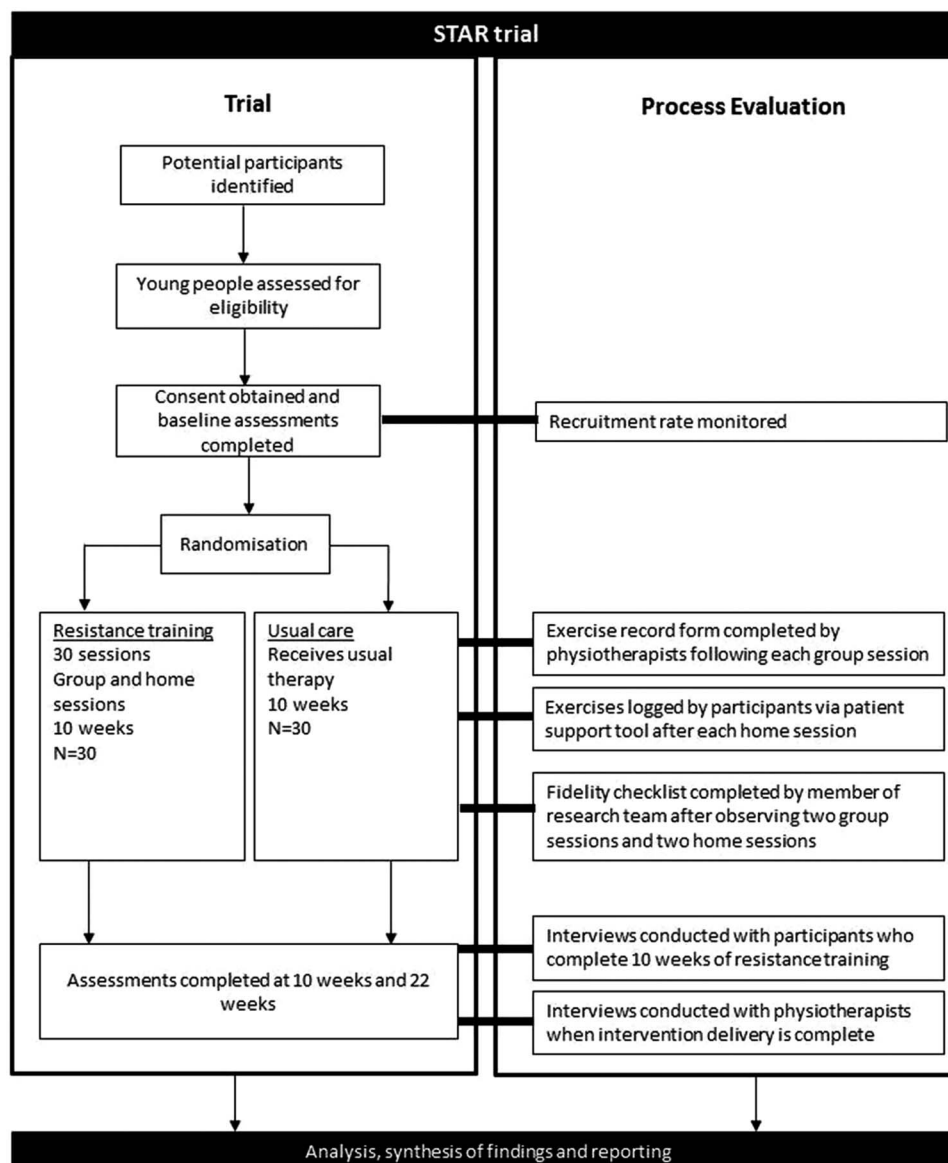 STAR trial
Trial
Process Evaluation
Potential participants
identified
Young people assessed for
eligibility
Consent obtained and
baseline assessments
completed
Recruitment rate monitored
Randomisation
Resistance training
30 sessions
Group and home
sessions
10 weeks
N=30
Usual care
Receives usual
therapy
10 weeks
N=30
Exercise record form completed by
physiotherapists following each group session
Exercises logged by participants via patient
support tool after each home session
Fidelity checklist completed by member of
research team after observing two group
sessions and two home sessions
Assessments completed at 10 weeks and 22
weeks
Interviews conducted with participants who
complete 10 weeks of resistance training
Interviews conducted with physiotherapists
when intervention delivery is complete
Analysis, synthesis of findings and reporting